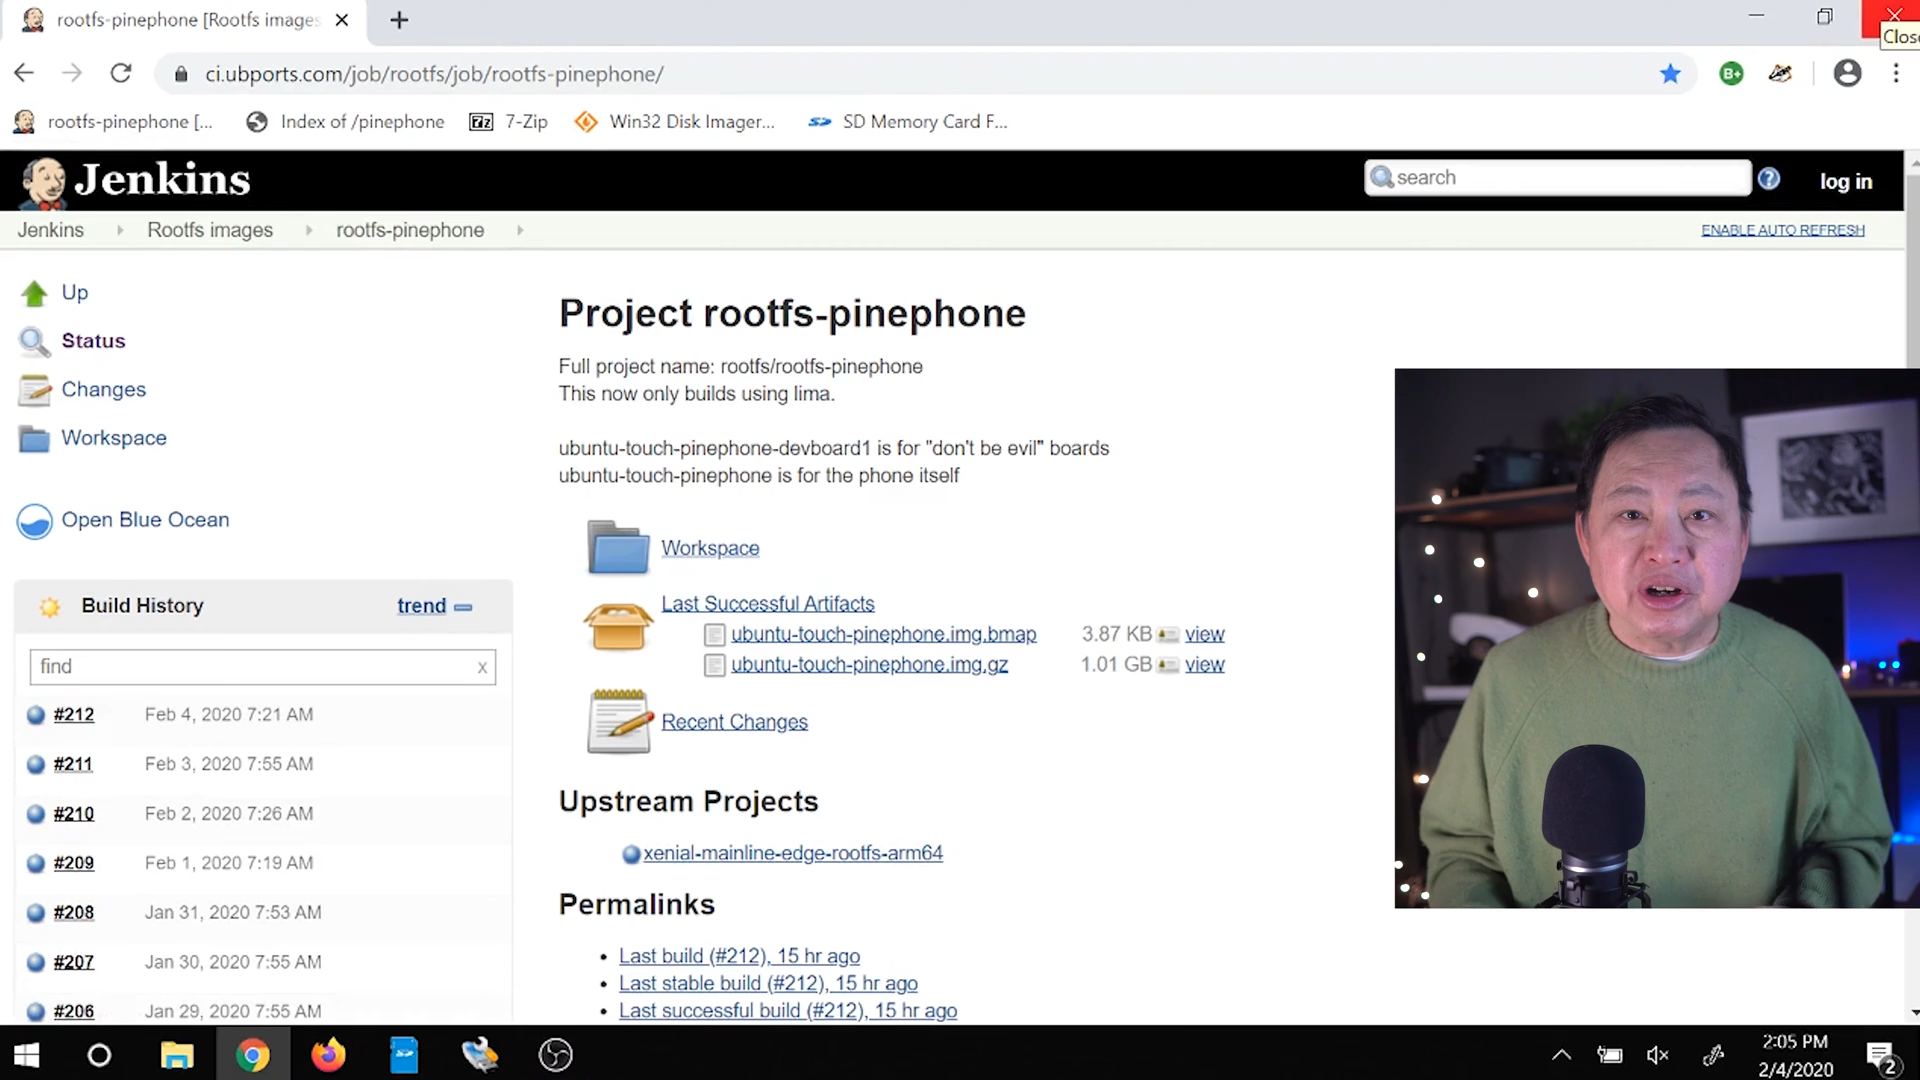 rootfs-pinephone [Rootfs images
Close
ci.ubports.com/job/rootfs/job/rootfs-pinephone/
B+
rootfs-pinephone [...
Index of /pinephone
7z
7-Zip
Win32 Disk Imager...
SD Memory Card F...
Jenkins
search
log in
Jenkins
Rootfs images
rootfs-pinephone
ENABLE AUTO REFRESH
Up
Status
Changes
Workspace
Open Blue Ocean
Build History
trend
find
x
#212 Feb 4, 2020 7:21 AM
#211 Feb 3, 2020 7:55 AM
#210 Feb 2, 2020 7:26 AM
#209 Feb 1, 2020 7:19 AM
#208 Jan 31, 2020 7:53 AM
#207 Jan 30, 2020 7:55 AM
#206 Jan 29, 2020 7:55 AM
Project rootfs-pinephone
Full project name: rootfs/rootfs-pinephone
This now only builds using lima.
ubuntu-touch-pinephone-devboard1 is for "don't be evil" boards
ubuntu-touch-pinephone is for the phone itself
Workspace
Last Successful Artifacts
ubuntu-touch-pinephone.img.bmap 3.87 KB view
ubuntu-touch-pinephone.img.gz 1.01 GB view
Recent Changes
Upstream Projects
xenial-mainline-edge-rootfs-arm64
Permalinks
• Last build (#212), 15 hr ago
• Last stable build (#212), 15 hr ago
• Last successful build (#212), 15 hr ago
2:05 PM
2/4/2020
2